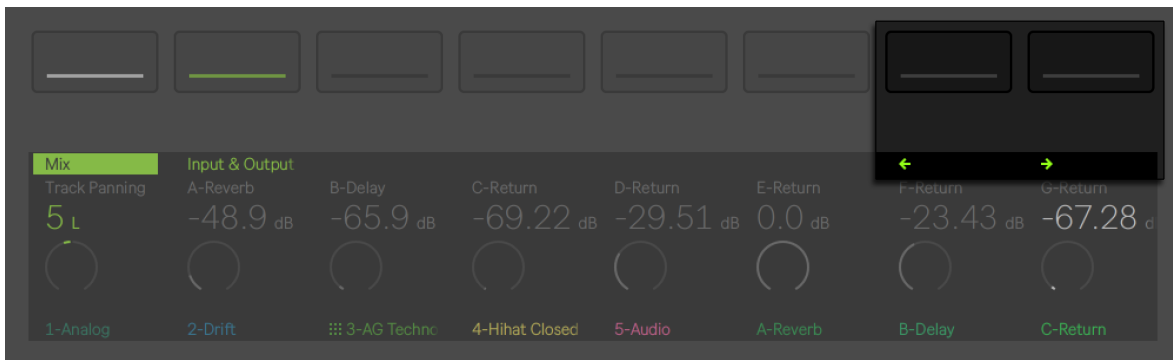 Mix Input & Output ← →
Track Panning A-Reverb B-Delay C-Return D-Return E-Return F-Return G-Return
5 L -48.9 dB -65.9 dB -69.22 dB -29.51 dB 0.0 dB -23.43 dB -67.28 d
1-Analog 2-Drift 3-AG Techno 4-Hihat Closed 5-Audio A-Reverb B-Delay C-Return